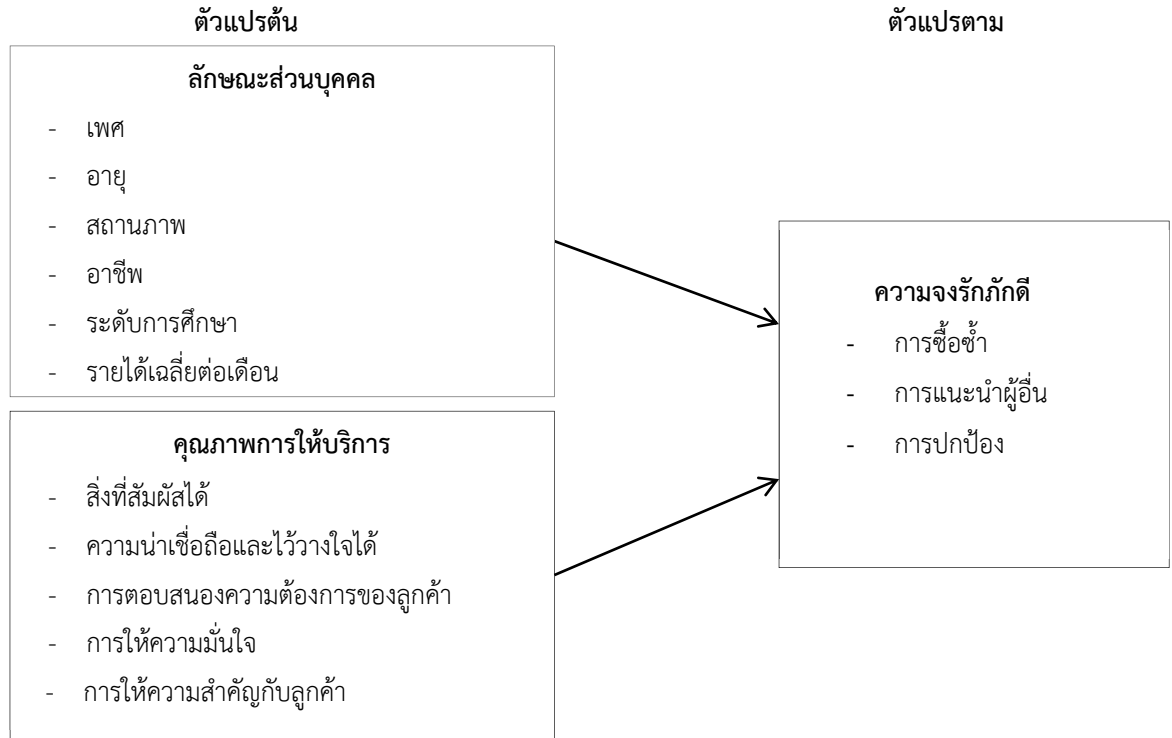 ตัวแปรต้น
ตัวแปรตาม
ลักษณะส่วนบุคคล
- เพศ
- อายุ
- สถานภาพ
- อาชีพ
- ระดับการศึกษา
- รายได้เฉลี่ยต่อเดือน
คุณภาพการให้บริการ
- สิ่งที่สัมผัสได้
- ความน่าเชื่อถือและไว้วางใจได้
- การตอบสนองความต้องการของลูกค้า
- การให้ความมั่นใจ
- การให้ความสำคัญกับลูกค้า
ความจงรักภักดี
- การซื้อซ้ำ
- การแนะนำผู้อื่น
- การปกป้อง